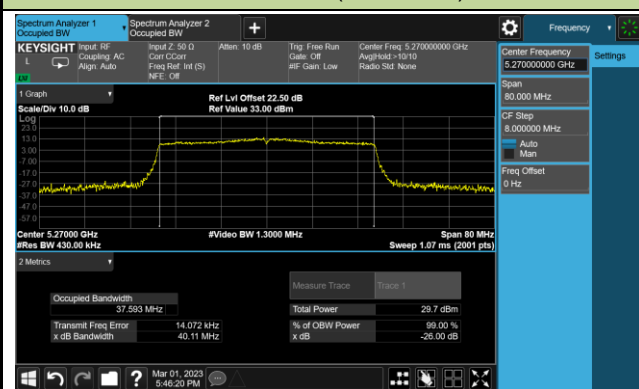 Spectrum Analyzer 1
Occupied BW
Spectrum Analyzer 2
Occupied BW
Frequency
KEYSIGHT
L
LM
Input: RF
Coupling: AC
Align: Auto
Input Z: 50 Ω
Corr CCorr
Freq Ref: Int (S)
NFE: Off
Atten: 10 dB
Trig: Free Run
Gate: Off
#IF Gain: Low
Center Freq: 5.270000000 GHz
Avg|Hold:>10/10
Radio Std: None
Center Frequency
5.270000000 GHz
Settings
Span
80.000 MHz
CF Step
8.000000 MHz
Auto
Man
Freq Offset
0 Hz
1 Graph
Scale/Div 10.0 dB
Ref Lvl Offset 22.50 dB
Ref Value 33.00 dBm
Log
23.0
13.0
3.00
-7.00
-17.0
-27.0
-37.0
-47.0
-57.0
Center 5.27000 GHz
#Res BW 430.00 kHz
#Video BW 1.3000 MHz
Span 80 MHz
Sweep 1.07 ms (2001 pts)
2 Metrics
Measure Trace
Trace 1
Occupied Bandwidth
37.593 MHz
Total Power
29.7 dBm
Transmit Freq Error
14.072 kHz
% of OBW Power
99.00 %
x dB Bandwidth
40.11 MHz
x dB
-26.00 dB
Mar 01, 2023
5:46:20 PM